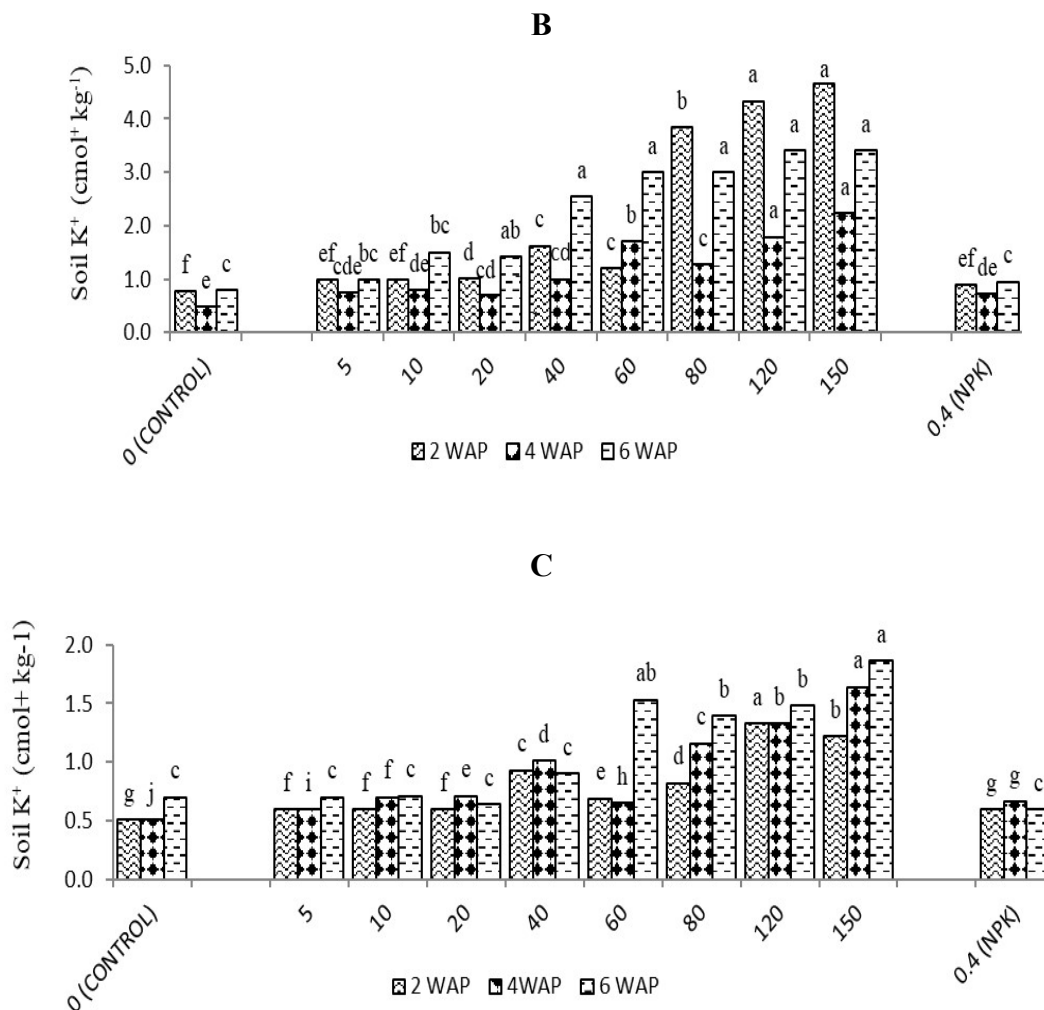 B
Soil K⁺ (cmol⁺ kg⁻¹)
5.0
4.0
3.0
2.0
1.0
0.0
f e c
ef cde bc
ef de bc
d cd ab
c cd a
c b a
b c a
a a a
a a a
ef de c
0 (CONTROL) 5 10 20 40 60 80 120 150 0.4 (NPK)
2 WAP 4 WAP 6 WAP
C
Soil K⁺ (cmol+ kg-1)
2.0
1.5
1.0
0.5
0.0
g j c
f i c
f f c
f e c
c d c
e h ab
d c b
a b b
b a a
g g c
0 (CONTROL) 5 10 20 40 60 80 120 150 0.4 (NPK)
2 WAP 4WAP 6 WAP